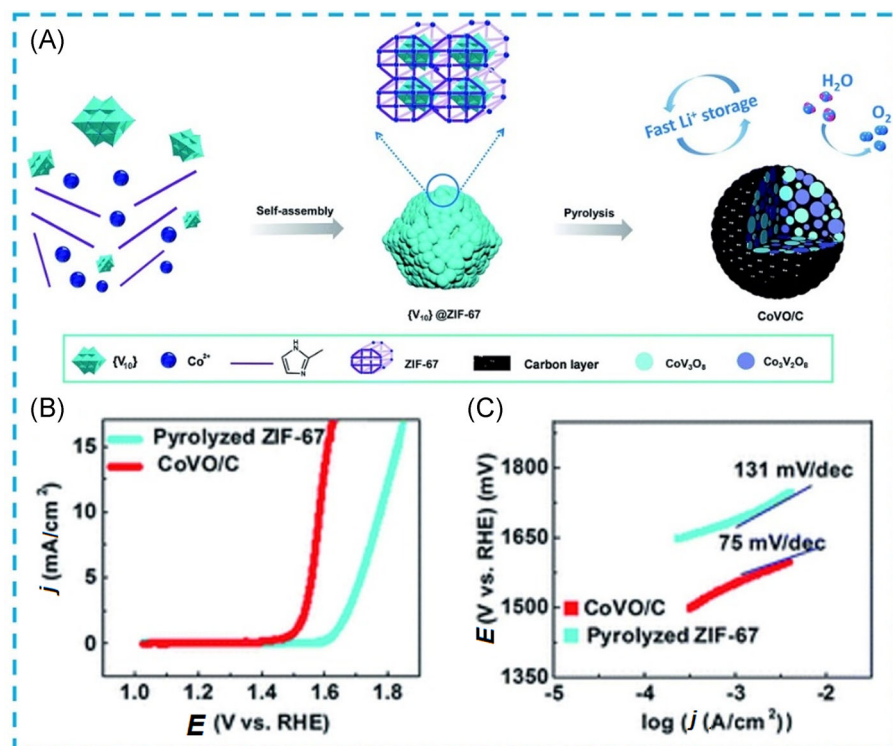 (A)
H₂O
O₂
Fast Li⁺ storage
Self-assembly
Pyrolysis
{V₁₀} @ZIF-67
CoVO/C
{V₁₀}
Co²⁺
H
N
N
ZIF-67
Carbon layer
CoV₃O₈
Co₃V₂O₈
(B)
15
10
5
0
j (mA/cm²)
Pyrolyzed ZIF-67
CoVO/C
1.0 1.2 1.4 1.6 1.8
E (V vs. RHE)
(C)
1800
1650
1500
1350
E (V vs. RHE) (mV)
131 mV/dec
75 mV/dec
CoVO/C
Pyrolyzed ZIF-67
-5 -4 -3 -2
log (j (A/cm²))